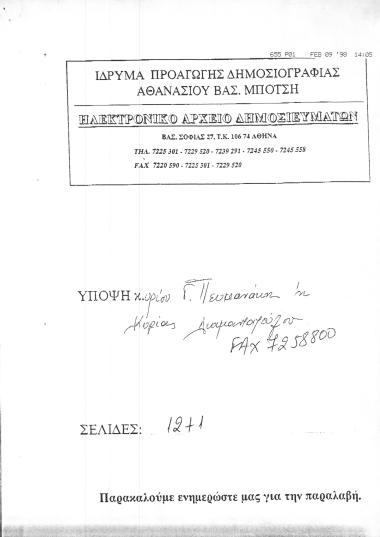 655 P01 FEB 09 '98 14:05
ΙΔΡΥΜΑ ΠΡΟΑΓΩΓΗΣ ΔΗΜΟΣΙΟΓΡΑΦΙΑΣ
ΑΘΑΝΑΣΙΟΥ ΒΑΣ. ΜΠΟΤΣΗ
ΗΛΕΚΤΡΟΝΙΚΟ ΑΡΧΕΙΟ ΔΗΜΟΣΙΕΥΜΑΤΩΝ
ΒΑΣ. ΣΟΦΙΑΣ 27, Τ.Κ. 106 74 ΑΘΗΝΑ
ΤΗΛ. 7225 301 - 7229 520 - 7239 291 - 7245 550 - 7245 558
FAX 7220 590 - 7225 301 - 7229 520
ΥΠΟΨΗ κυρίου Γ. ή
Κυρίας Διαμαντοπούλου
FAX 7258800
ΣΕΛΙΔΕΣ: 12+1
Παρακαλούμε ενημερώστε μας για την παραλαβή.